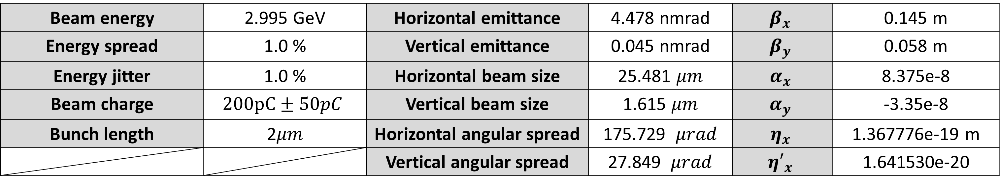 Beam energy 2.995 GeV Horizontal emittance 4.478 nmrad βx 0.145 m
Energy spread 1.0 % Vertical emittance 0.045 nmrad βy 0.058 m
Energy jitter 1.0 % Horizontal beam size 25.481 μm αx 8.375e-8
Beam charge 200pC ± 50pC Vertical beam size 1.615 μm αy -3.35e-8
Bunch length 2μm Horizontal angular spread 175.729 μrad ηx 1.367776e-19 m
Vertical angular spread 27.849 μrad η′x 1.641530e-20